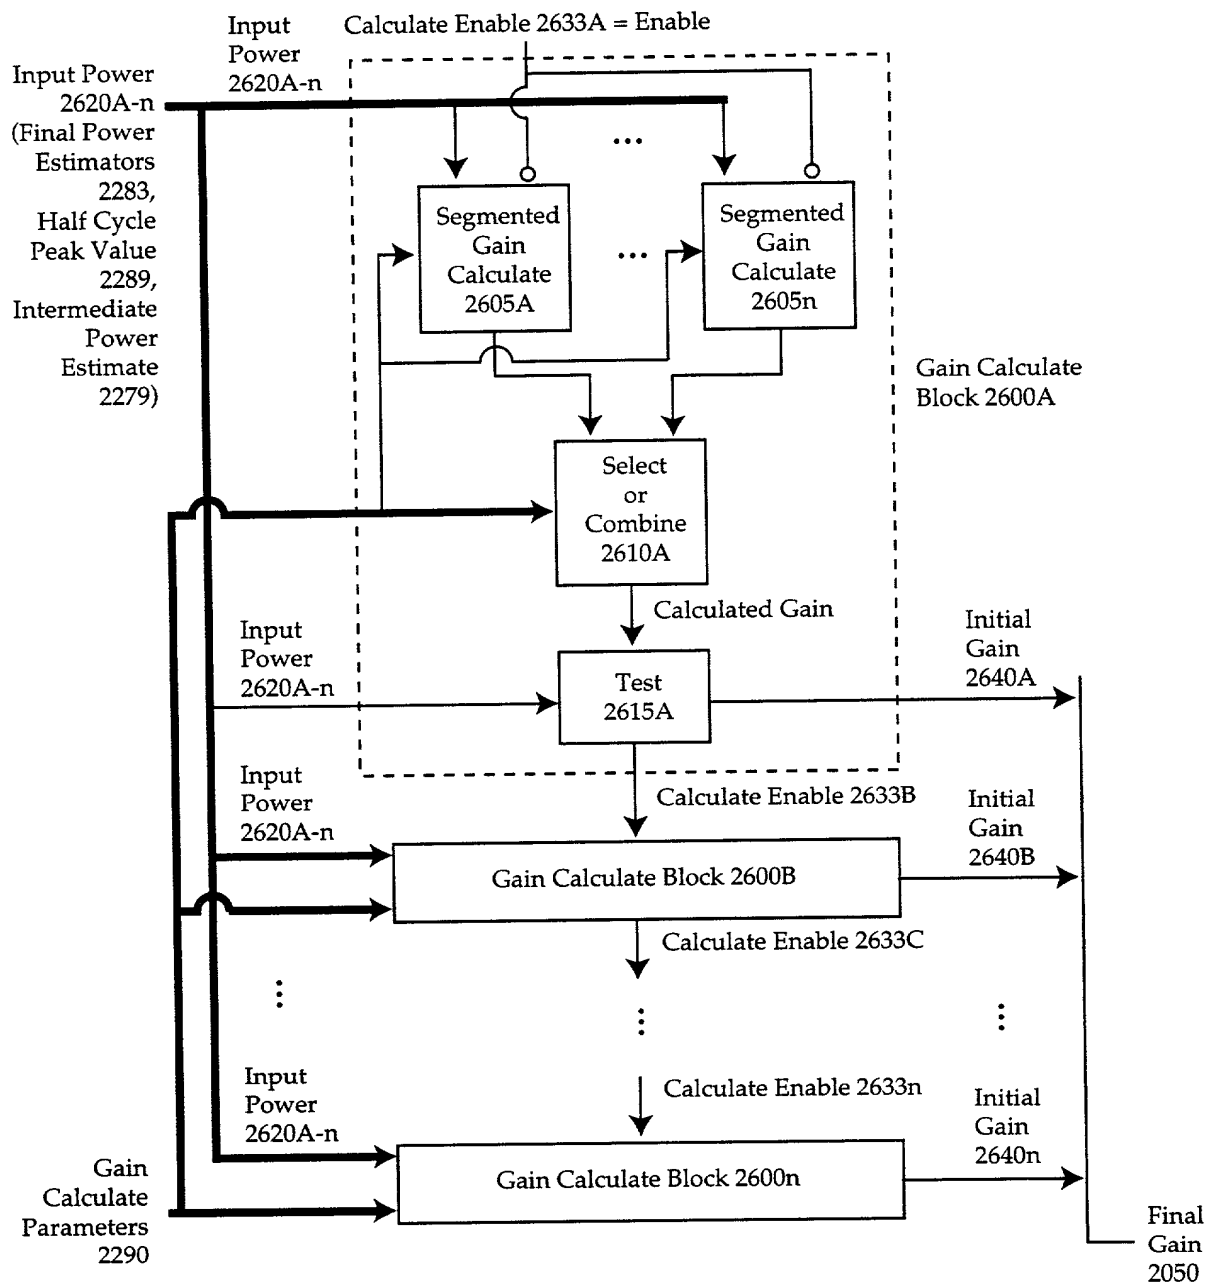 Input
Power
2620A-n
Calculate Enable 2633A = Enable
Input Power
2620A-n
(Final Power
Estimators
2283,
Half Cycle
Peak Value
2289,
Intermediate
Power
Estimate
2279)
...
Segmented
Gain
Calculate
2605A
...
Segmented
Gain
Calculate
2605n
Gain Calculate
Block 2600A
Select
or
Combine
2610A
Calculated Gain
Input
Power
2620A-n
Test
2615A
Initial
Gain
2640A
Input
Power
2620A-n
Calculate Enable 2633B
Initial
Gain
2640B
Gain Calculate Block 2600B
Calculate Enable 2633C
Input
Power
2620A-n
Calculate Enable 2633n
Initial
Gain
2640n
Gain Calculate Block 2600n
Gain
Calculate
Parameters
2290
Final
Gain
2050